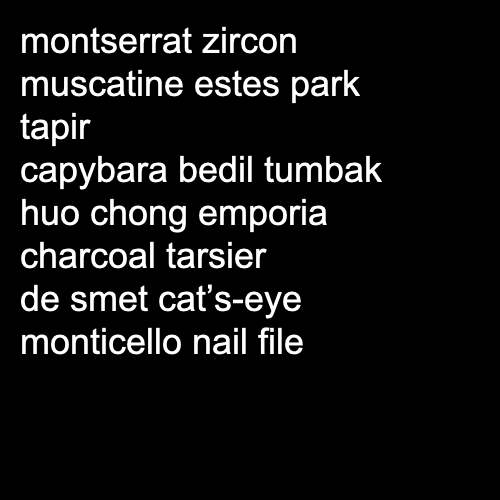 montserrat zircon
muscatine estes park
tapir
capybara bedil tumbak
huo chong emporia
charcoal tarsier
de smet cat’s-eye
monticello nail file